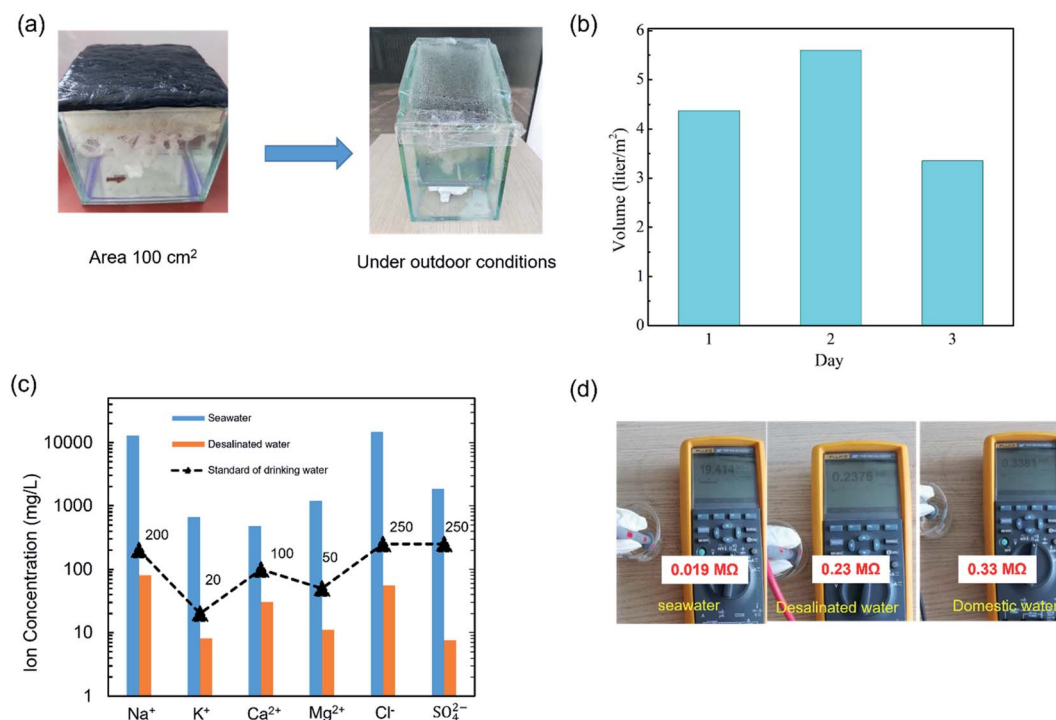 (a)
Area 100 cm²
Under outdoor conditions
(b)
Volume (liter/m²)
6
5
4
3
2
1
0
1 2 3
Day
(c)
Ion Concentration (mg/L)
10000
1000
100
10
1
Seawater
Desalinated water
Standard of drinking water
200
20
100
50
250
250
Na⁺ K⁺ Ca²⁺ Mg²⁺ Cl⁻ SO₄²⁻
(d)
FLUKE
19.414
0.019 MΩ
seawater
FLUKE
0.2376
0.23 MΩ
Desalinated water
0.3381
0.33 MΩ
Domestic water